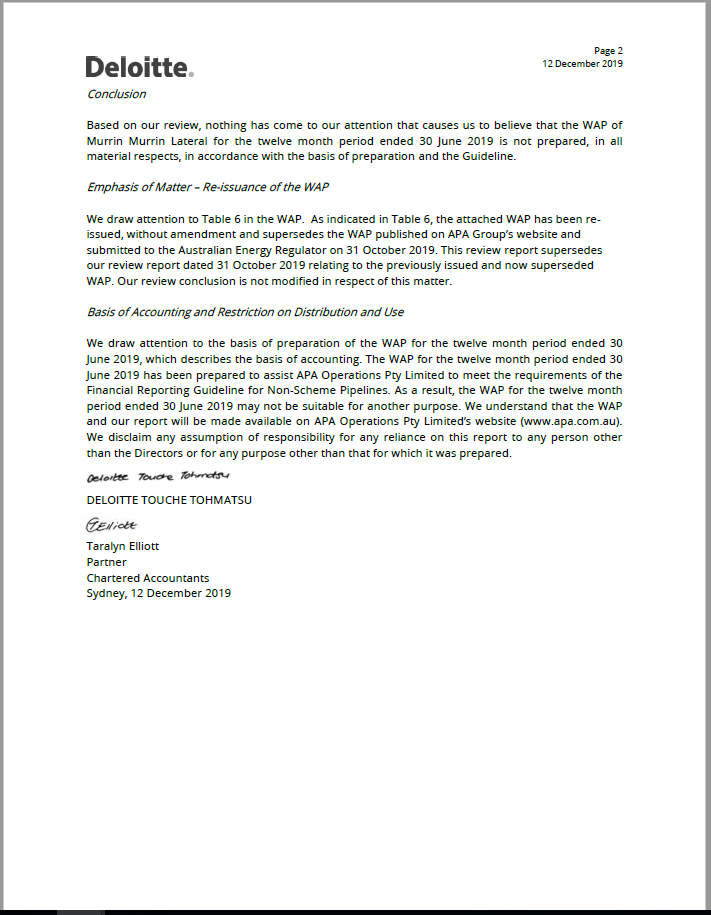 Page 2
12 December 2019
Deloitte.
Conclusion
Based on our review, nothing has come to our attention that causes us to believe that the WAP of
Murrin Murrin Lateral for the twelve month period ended 30 June 2019 is not prepared, in all
material respects, in accordance with the basis of preparation and the Guideline.
Emphasis of Matter – Re-issuance of the WAP
We draw attention to Table 6 in the WAP.  As indicated in Table 6, the attached WAP has been re-
issued, without amendment and supersedes the WAP published on APA Group's website and
submitted to the Australian Energy Regulator on 31 October 2019. This review report supersedes
our review report dated 31 October 2019 relating to the previously issued and now superseded
WAP. Our review conclusion is not modified in respect of this matter.
Basis of Accounting and Restriction on Distribution and Use
We draw attention to the basis of preparation of the WAP for the twelve month period ended 30
June 2019, which describes the basis of accounting. The WAP for the twelve month period ended 30
June 2019 has been prepared to assist APA Operations Pty Limited to meet the requirements of the
Financial Reporting Guideline for Non-Scheme Pipelines. As a result, the WAP for the twelve month
period ended 30 June 2019 may not be suitable for another purpose. We understand that the WAP
and our report will be made available on APA Operations Pty Limited's website (www.apa.com.au).
We disclaim any assumption of responsibility for any reliance on this report to any person other
than the Directors or for any purpose other than that for which it was prepared.
Deloitte Touche Tohmatsu
DELOITTE TOUCHE TOHMATSU
TElliott
Taralyn Elliott
Partner
Chartered Accountants
Sydney, 12 December 2019